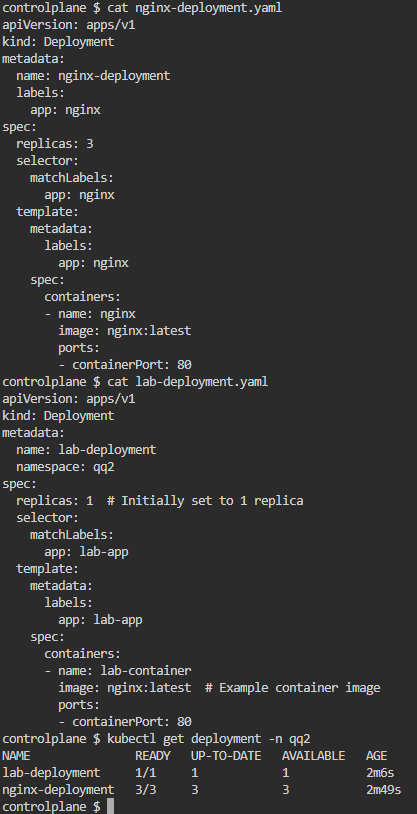 controlplane $ cat nginx-deployment.yaml
apiVersion: apps/v1
kind: Deployment
metadata:
  name: nginx-deployment
  labels:
    app: nginx
spec:
  replicas: 3
  selector:
    matchLabels:
      app: nginx
  template:
    metadata:
      labels:
        app: nginx
    spec:
      containers:
      - name: nginx
        image: nginx:latest
        ports:
        - containerPort: 80
controlplane $ cat lab-deployment.yaml
apiVersion: apps/v1
kind: Deployment
metadata:
  name: lab-deployment
  namespace: qq2
spec:
  replicas: 1  # Initially set to 1 replica
  selector:
    matchLabels:
      app: lab-app
  template:
    metadata:
      labels:
        app: lab-app
    spec:
      containers:
      - name: lab-container
        image: nginx:latest  # Example container image
        ports:
        - containerPort: 80
controlplane $ kubectl get deployment -n qq2
NAME               READY   UP-TO-DATE   AVAILABLE   AGE
lab-deployment     1/1     1            1           2m6s
nginx-deployment   3/3     3            3           2m49s
controlplane $